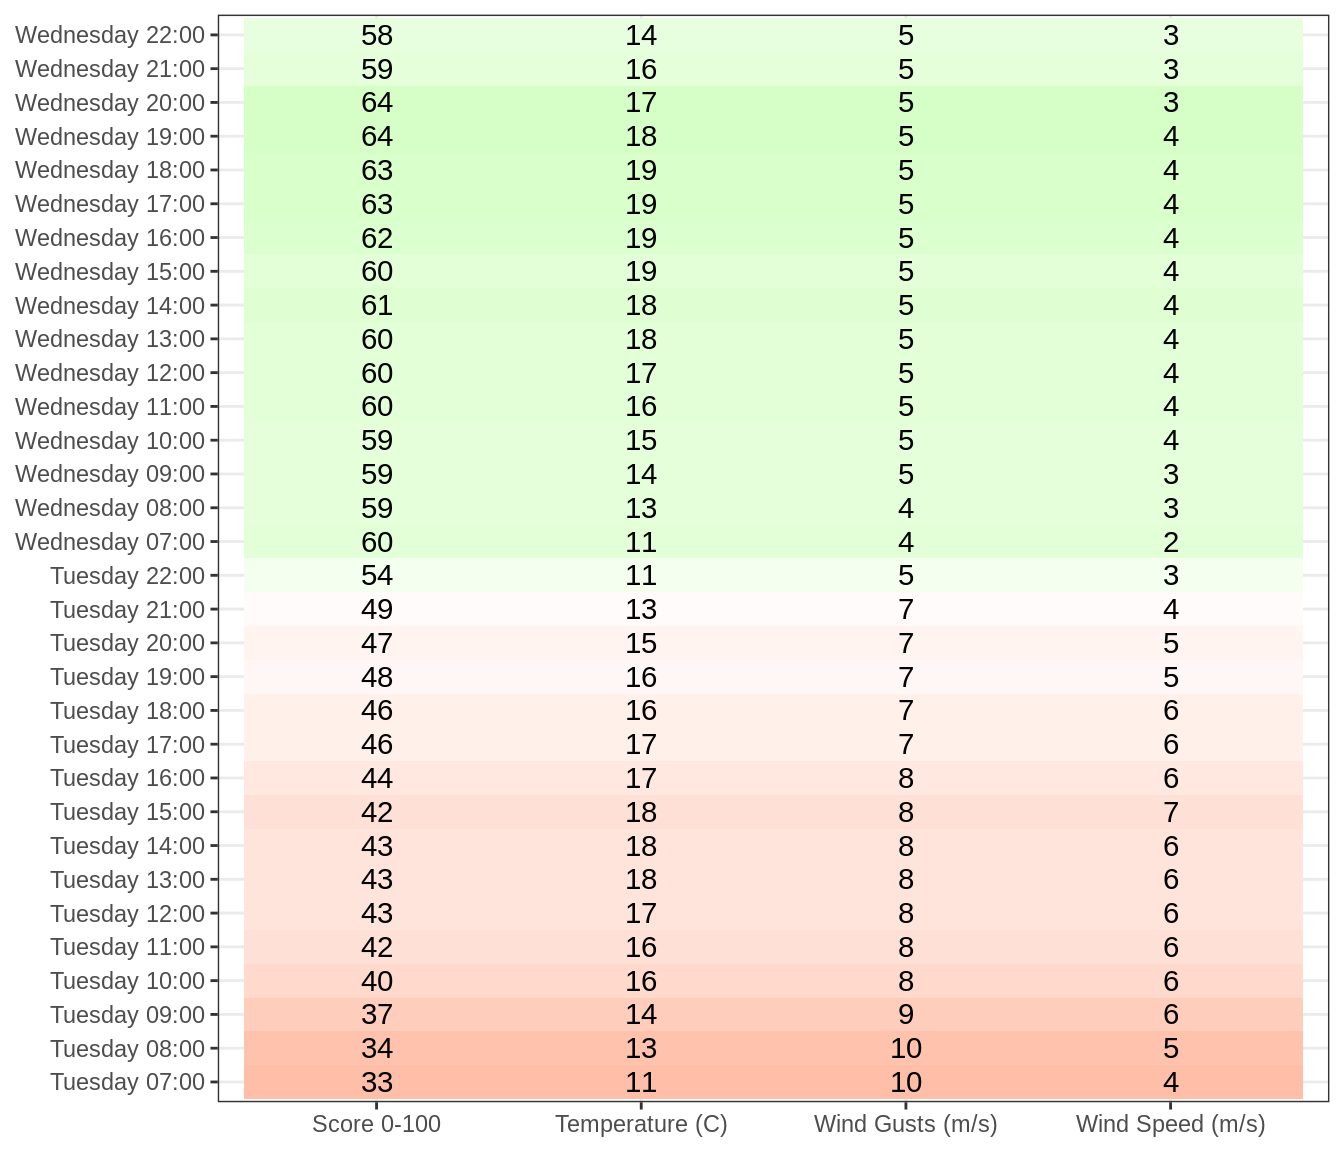 Wednesday 22:00 58 14 5 3
Wednesday 21:00 59 16 5 3
Wednesday 20:00 64 17 5 3
Wednesday 19:00 64 18 5 4
Wednesday 18:00 63 19 5 4
Wednesday 17:00 63 19 5 4
Wednesday 16:00 62 19 5 4
Wednesday 15:00 60 19 5 4
Wednesday 14:00 61 18 5 4
Wednesday 13:00 60 18 5 4
Wednesday 12:00 60 17 5 4
Wednesday 11:00 60 16 5 4
Wednesday 10:00 59 15 5 4
Wednesday 09:00 59 14 5 3
Wednesday 08:00 59 13 4 3
Wednesday 07:00 60 11 4 2
Tuesday 22:00 54 11 5 3
Tuesday 21:00 49 13 7 4
Tuesday 20:00 47 15 7 5
Tuesday 19:00 48 16 7 5
Tuesday 18:00 46 16 7 6
Tuesday 17:00 46 17 7 6
Tuesday 16:00 44 17 8 6
Tuesday 15:00 42 18 8 7
Tuesday 14:00 43 18 8 6
Tuesday 13:00 43 18 8 6
Tuesday 12:00 43 17 8 6
Tuesday 11:00 42 16 8 6
Tuesday 10:00 40 16 8 6
Tuesday 09:00 37 14 9 6
Tuesday 08:00 34 13 10 5
Tuesday 07:00 33 11 10 4
Score 0-100 Temperature (C) Wind Gusts (m/s) Wind Speed (m/s)